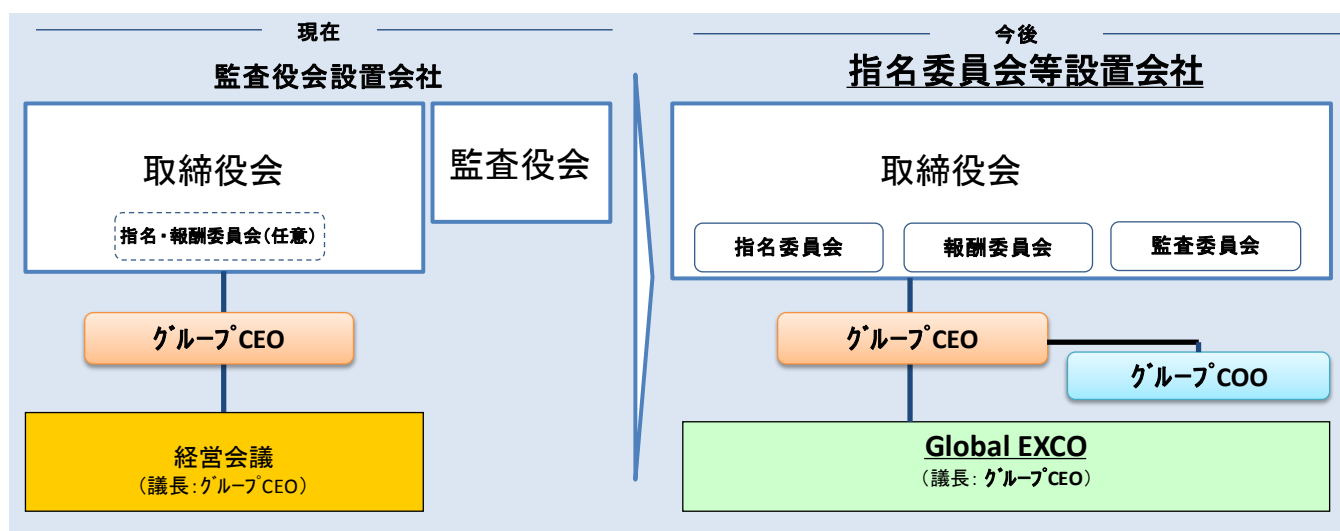 現在
監査役会設置会社
取締役会
指名・報酬委員会(任意)
監査役会
グループCEO
経営会議
(議長:グループCEO)
今後
指名委員会等設置会社
取締役会
指名委員会
報酬委員会
監査委員会
グループCEO
グループCOO
Global EXCO
(議長: グループCEO)